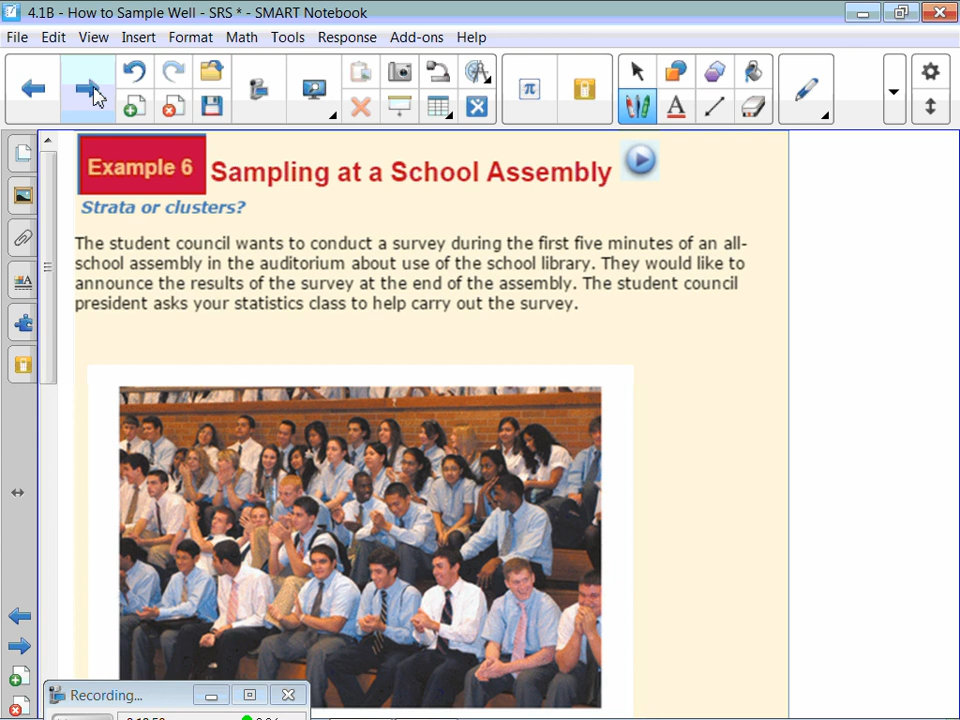 4.1B - How to Sample Well - SRS * - SMART Notebook
File Edit View Insert Format Math Tools Response Add-ons Help
π
A
Example 6 Sampling at a School Assembly
Strata or clusters?
The student council wants to conduct a survey during the first five minutes of an all-
school assembly in the auditorium about use of the school library. They would like to
announce the results of the survey at the end of the assembly. The student council
president asks your statistics class to help carry out the survey.
Recording...